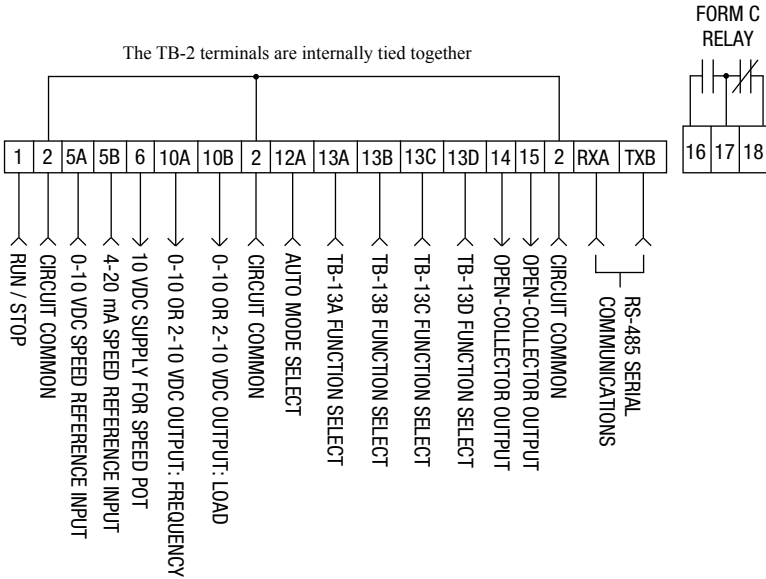 FORM C
RELAY
The TB-2 terminals are internally tied together
1 2 5A 5B 6 10A 10B 2 12A 13A 13B 13C 13D 14 15 2 RXA TXB
16 17 18
RUN / STOP
CIRCUIT COMMON
0-10 VDC SPEED REFERENCE INPUT
4-20 mA SPEED REFERENCE INPUT
10 VDC SUPPLY FOR SPEED POT
0-10 OR 2-10 VDC OUTPUT: FREQUENCY
0-10 OR 2-10 VDC OUTPUT: LOAD
CIRCUIT COMMON
AUTO MODE SELECT
TB-13A FUNCTION SELECT
TB-13B FUNCTION SELECT
TB-13C FUNCTION SELECT
TB-13D FUNCTION SELECT
OPEN-COLLECTOR OUTPUT
OPEN-COLLECTOR OUTPUT
CIRCUIT COMMON
RS-485 SERIAL
COMMUNICATIONS